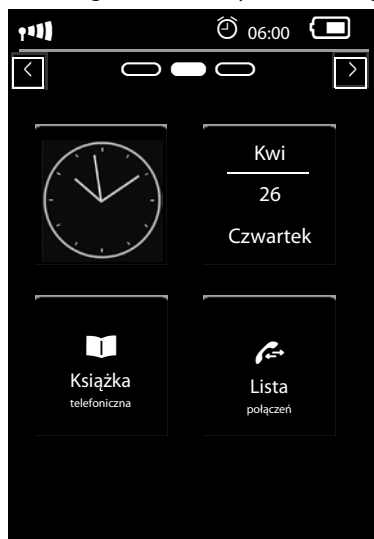 06:00
Kwi
26
Czwartek
Książka
telefoniczna
Lista
połączeń